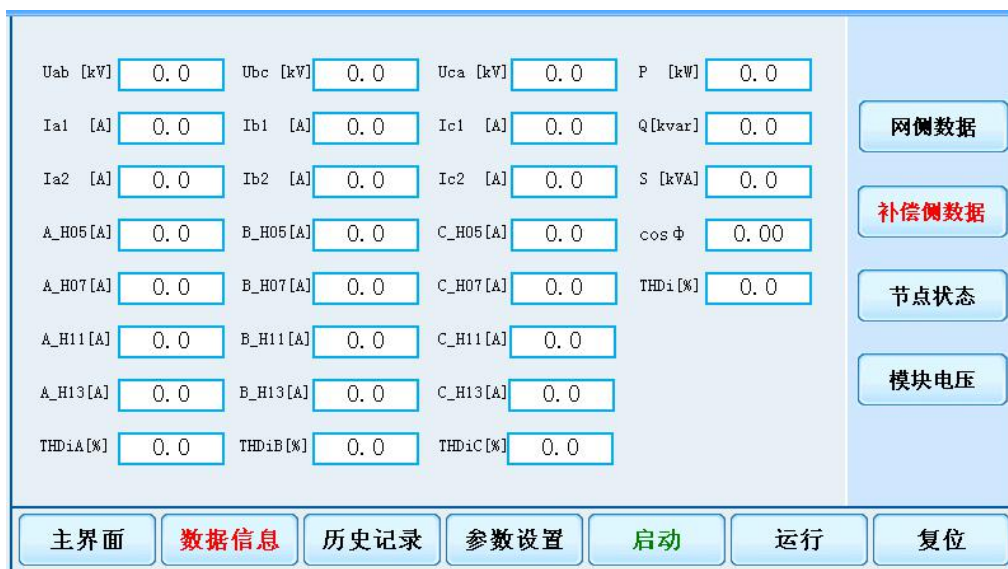 Uab [kV] 0.0 Ubc [kV] 0.0 Uca [kV] 0.0 P [kW] 0.0
Ia1 [A] 0.0 Ib1 [A] 0.0 Ic1 [A] 0.0 Q[kvar] 0.0
网侧数据
Ia2 [A] 0.0 Ib2 [A] 0.0 Ic2 [A] 0.0 S [kVA] 0.0
补偿侧数据
A_H05[A] 0.0 B_H05[A] 0.0 C_H05[A] 0.0 cosΦ 0.00
A_H07[A] 0.0 B_H07[A] 0.0 C_H07[A] 0.0 THDi[%] 0.0
节点状态
A_H11[A] 0.0 B_H11[A] 0.0 C_H11[A] 0.0
模块电压
A_H13[A] 0.0 B_H13[A] 0.0 C_H13[A] 0.0
THDiA[%] 0.0 THDiB[%] 0.0 THDiC[%] 0.0
主界面 数据信息 历史记录 参数设置 启动 运行 复位